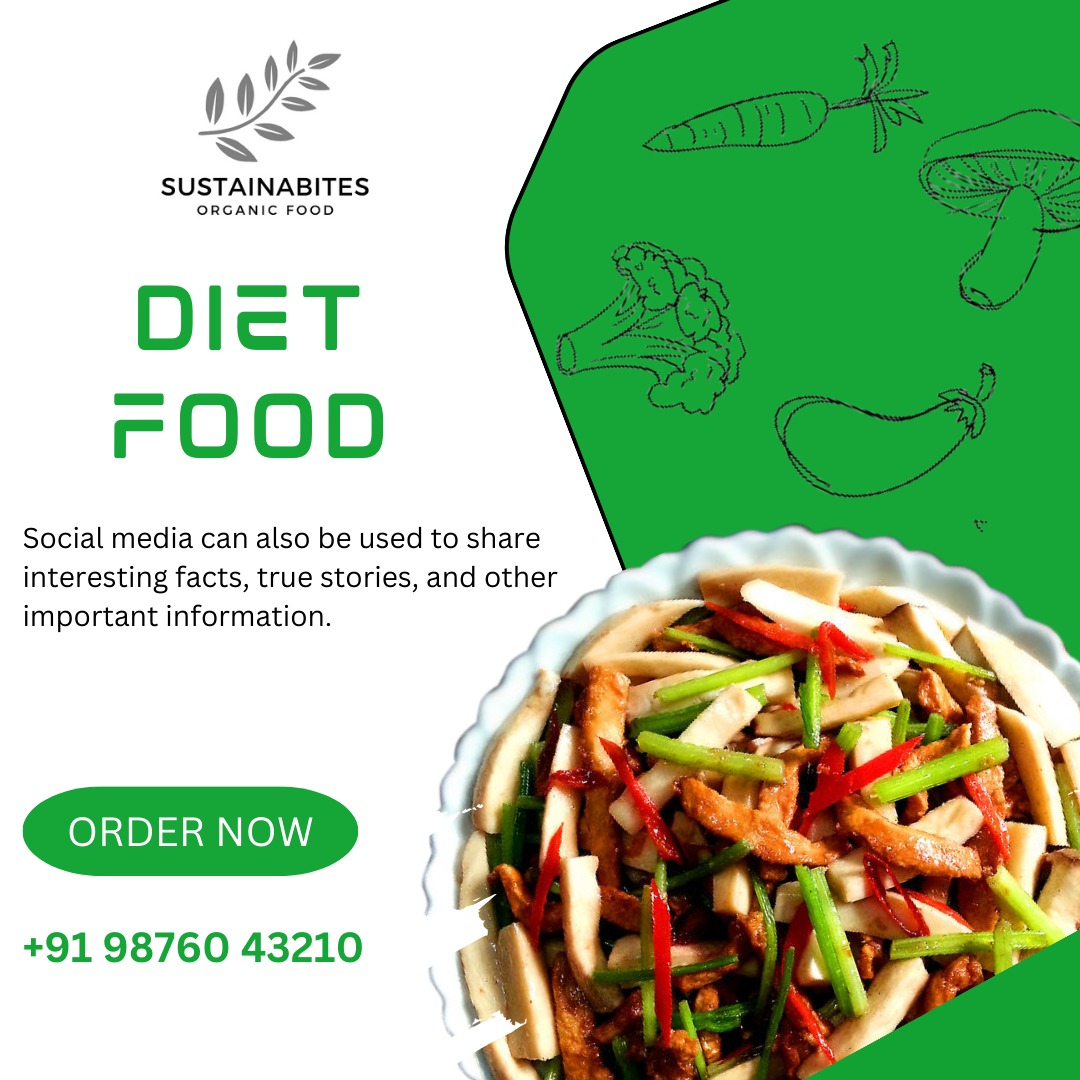 SUSTAINABITES
ORGANIC FOOD
DIET
FOOD
Social media can also be used to share
interesting facts, true stories, and other
important information.
ORDER NOW
+91 98760 43210